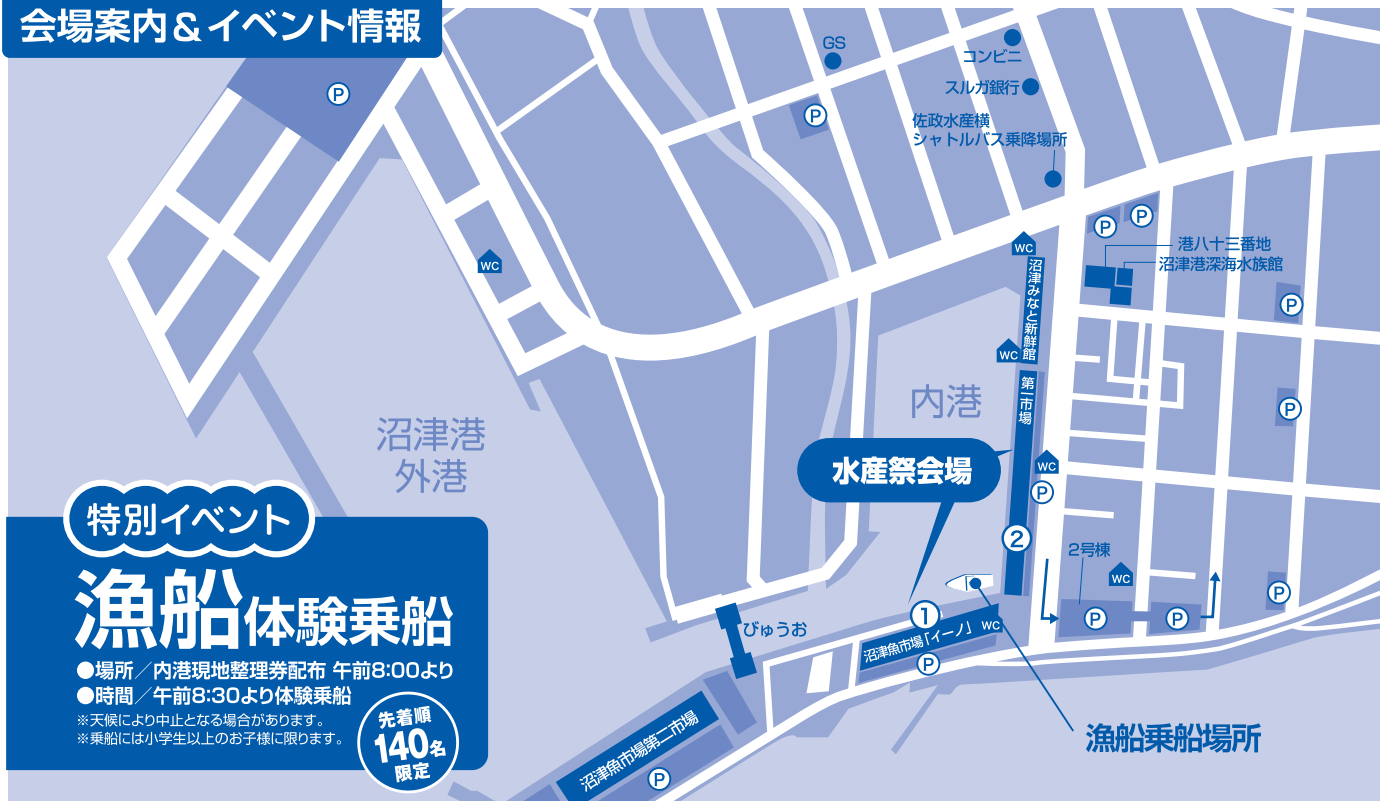 会場案内&イベント情報
P
GS
コンビニ
スルガ銀行
P
佐政水産横
シャトルバス乗降場所
P
P
WC
港八十三番地
沼津港深海水族館
WC
沼津みなと新鮮館
P
WC
第一市場
内港
P
沼津港
外港
水産祭会場
WC
P
②
2号棟
WC
P
P
P
①
びゅうお
沼津魚市場「イーノ」
WC
P
漁船乗船場所
沼津魚市場第二市場
P
特別イベント
漁船体験乗船
●場所/内港現地整理券配布 午前8:00より
●時間/午前8:30より体験乗船
※天候により中止となる場合があります。
※乗船には小学生以上のお子様に限ります。
先着順
140名
限定